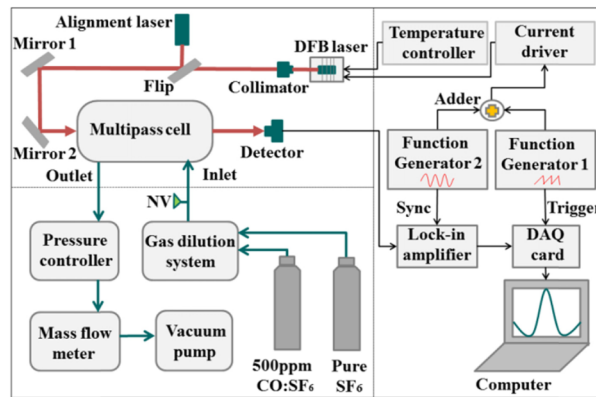 Alignment laser
Mirror 1
DFB laser
Temperature
controller
Current
driver
Flip
Collimator
Adder
Multipass cell
Mirror 2
Detector
Function
Generator 2
Function
Generator 1
Outlet
Inlet
NV
Sync
Trigger
Pressure
controller
Gas dilution
system
Lock-in
amplifier
DAQ
card
Mass flow
meter
Vacuum
pump
500ppm
CO:SF6
Pure
SF6
Computer